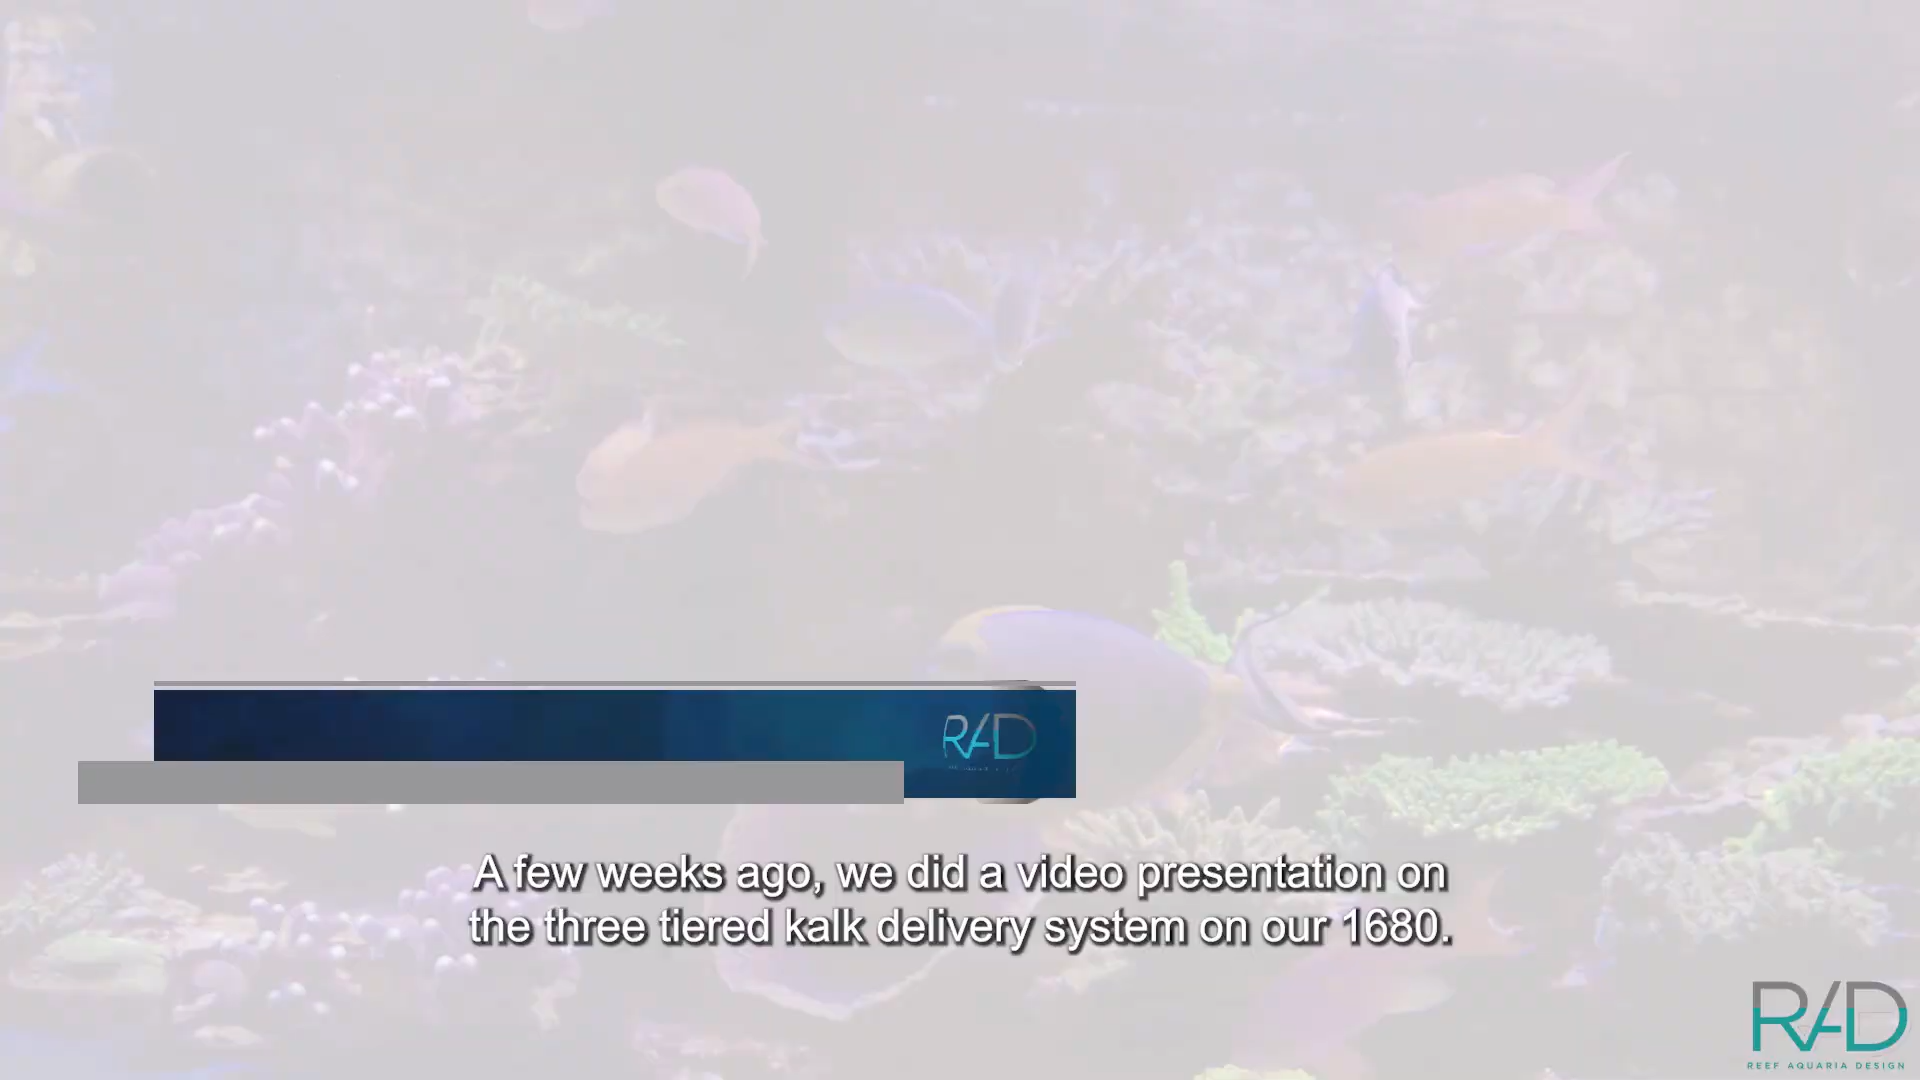 RAD
A few weeks ago, we did a video presentation on
the three tiered kalk delivery system on our 1680.
RAD
REEF AQUARIA DESIGN